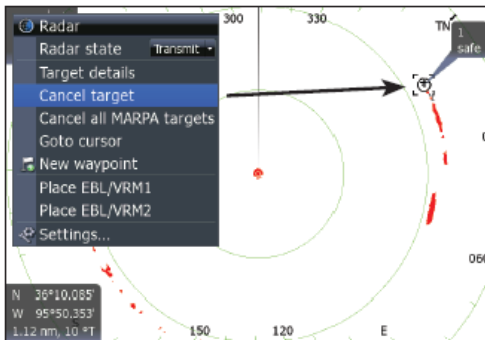 Radar
Radar state Transmit
Target details
Cancel target
Cancel all MARPA targets
Goto cursor
New waypoint
Place EBL/VRM1
Place EBL/VRM2
Settings...
300
330
TN
1
safe
060
E
120
150
N 36°10.085'
W 95°50.353'
1.12 nm, 10 °T